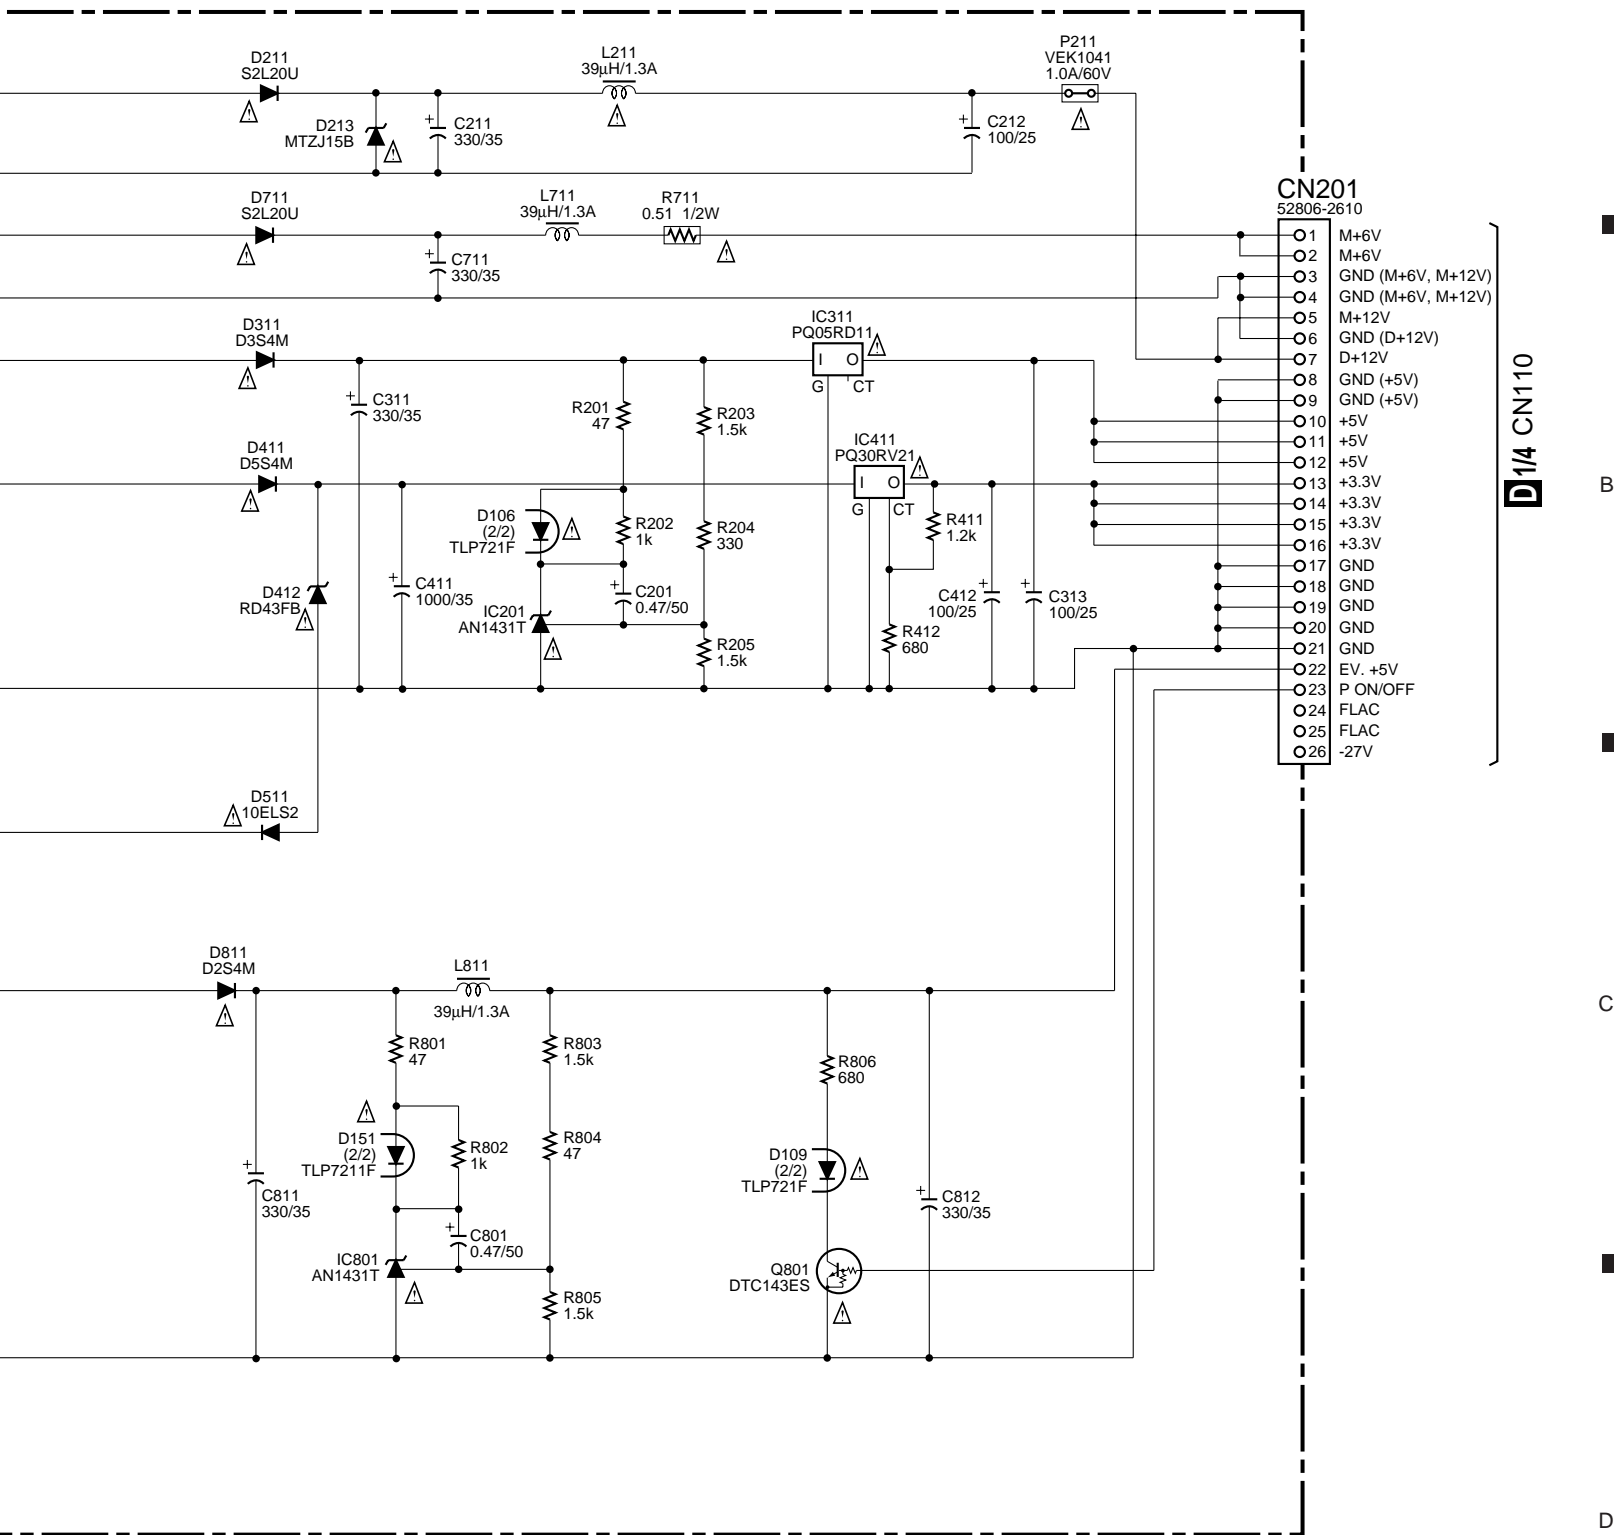 D211
S2L20U
L211
39µH/1.3A
P211
VEK1041
1.0A/60V
D213
MTZJ15B
C211
330/35
C212
100/25
CN201
52806-2610
D711
S2L20U
L711
39µH/1.3A
R711
0.51 1/2W
C711
330/35
1 M+6V
2 M+6V
3 GND (M+6V, M+12V)
4 GND (M+6V, M+12V)
5 M+12V
6 GND (D+12V)
7 D+12V
8 GND (+5V)
9 GND (+5V)
10 +5V
11 +5V
12 +5V
13 +3.3V
14 +3.3V
15 +3.3V
16 +3.3V
17 GND
18 GND
19 GND
20 GND
21 GND
22 EV. +5V
23 P ON/OFF
24 FLAC
25 FLAC
26 -27V
D 1/4 CN110
D311
D3S4M
IC311
PQ05RD11
I O
G CT
C311
330/35
R201
47
R203
1.5k
D411
D5S4M
IC411
PQ30RV21
I O
G CT
D106
(2/2)
TLP721F
R202
1k
R204
330
R411
1.2k
D412
RD43FB
C411
1000/35
IC201
AN1431T
C201
0.47/50
R205
1.5k
R412
680
C412
100/25
C313
100/25
B
D511
10ELS2
D811
D2S4M
L811
39µH/1.3A
C
R801
47
R803
1.5k
R806
680
D151
(2/2)
TLP7211F
R802
1k
R804
47
D109
(2/2)
TLP721F
C811
330/35
C812
330/35
C801
0.47/50
IC801
AN1431T
R805
1.5k
Q801
DTC143ES
D